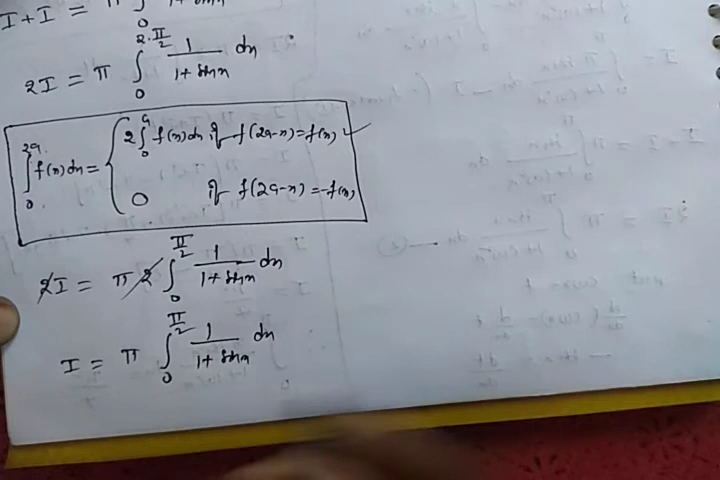 I+I = π ∫
0
2I = π ∫₀^{2·π/2} 1/(1+sinx) dx
∫₀^{2a} f(x)dx = { 2∫₀^a f(x)dx if f(2a-x)=f(x) ✓
0 if f(2a-x)=-f(x)
2I = π 2 ∫₀^{π/2} 1/(1+sinx) dx
I = π ∫₀^{π/2} 1/(1+sinx) dx